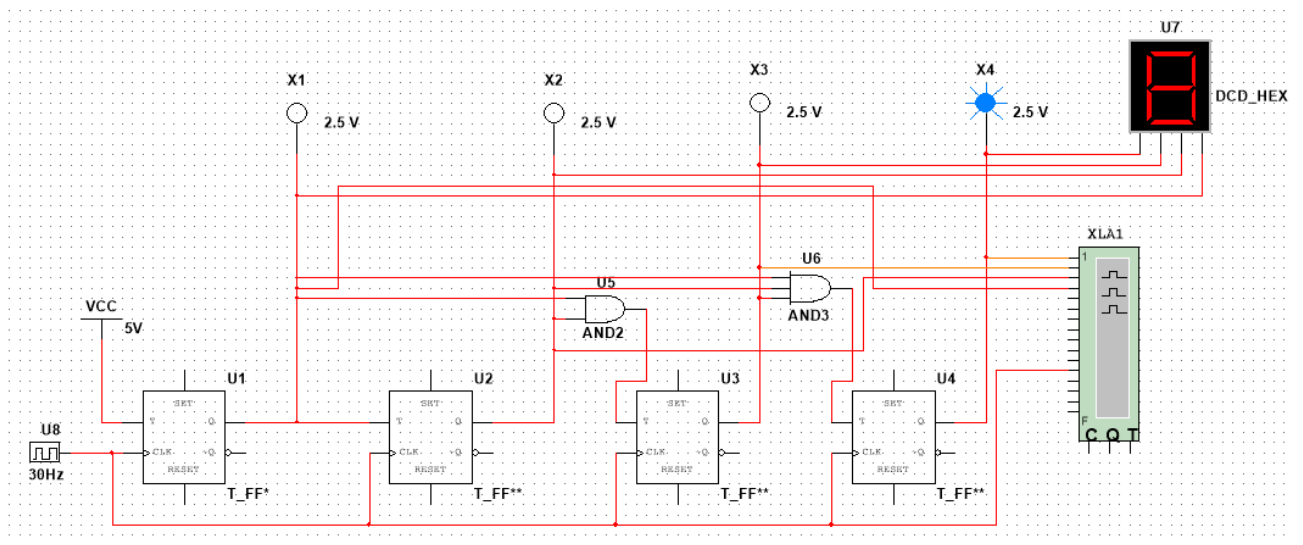 U7
X1
X2
X3
X4
2.5 V
2.5 V
2.5 V
2.5 V
DCD_HEX
8
XLA1
1
U6
U5
AND3
AND2
VCC
5V
F
C Q T
U1
U2
U3
U4
SET
SET
SET
SET
T
Q
T
Q
T
Q
T
Q
U8
30Hz
CLK
~Q
CLK
~Q
CLK
~Q
CLK
~Q
RESET
RESET
RESET
RESET
T_FF*
T_FF**
T_FF**
T_FF**